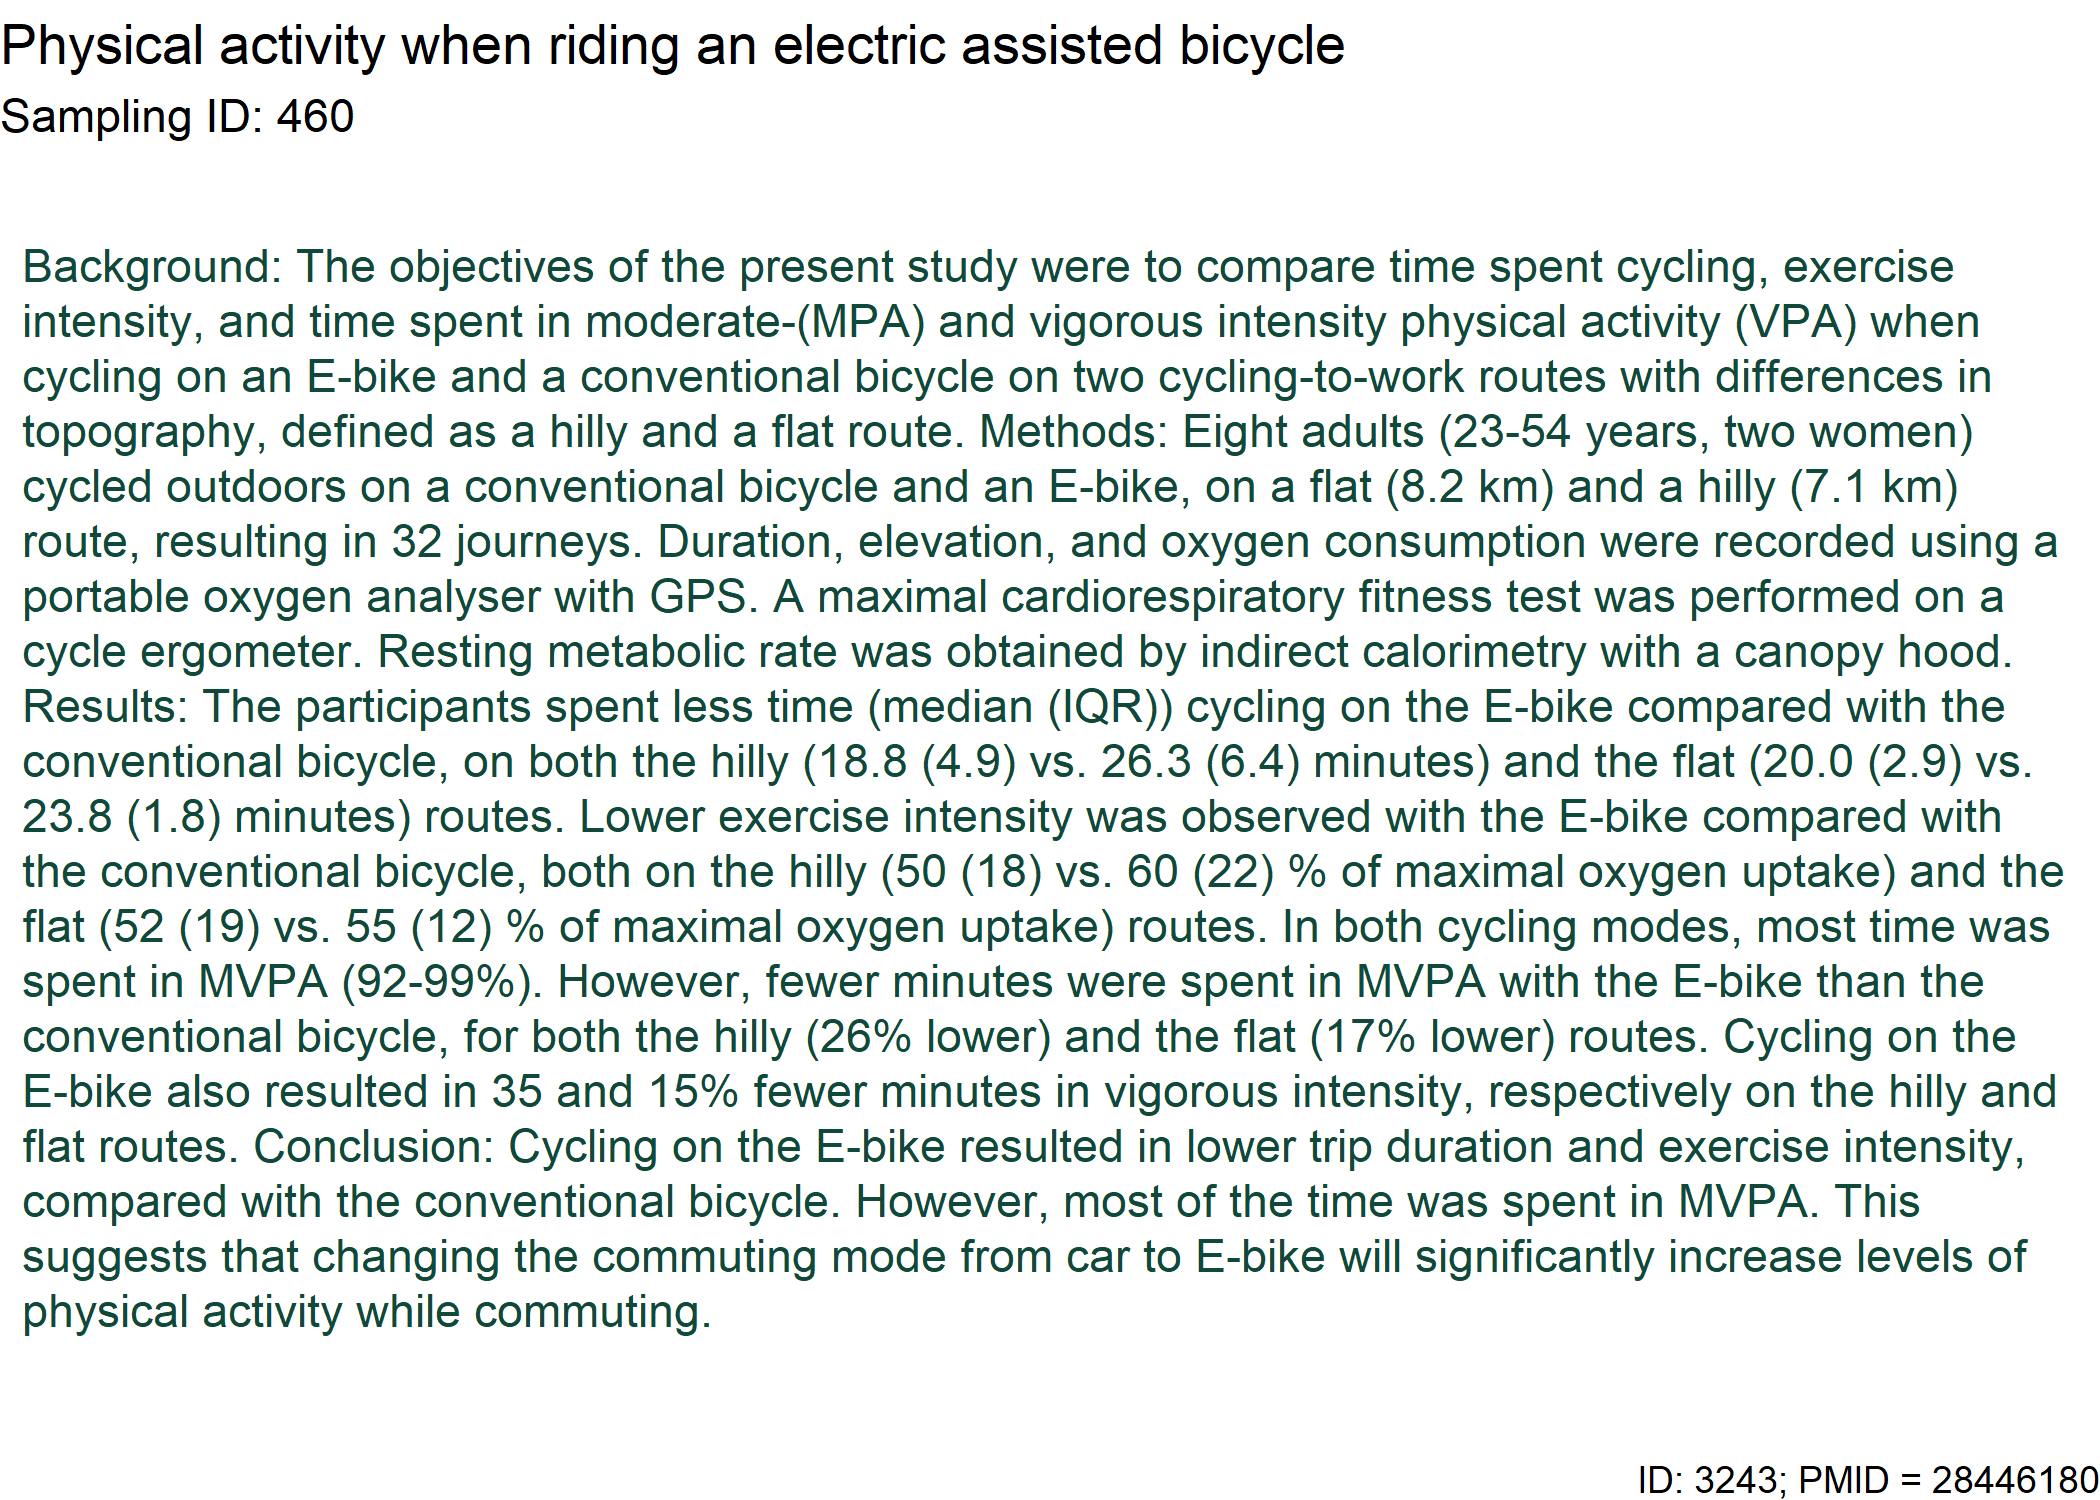 Physical activity when riding an electric assisted bicycle
Sampling ID: 460
Background: The objectives of the present study were to compare time spent cycling, exercise
intensity, and time spent in moderate-(MPA) and vigorous intensity physical activity (VPA) when
cycling on an E-bike and a conventional bicycle on two cycling-to-work routes with differences in
topography, defined as a hilly and a flat route. Methods: Eight adults (23-54 years, two women)
cycled outdoors on a conventional bicycle and an E-bike, on a flat (8.2 km) and a hilly (7.1 km)
route, resulting in 32 journeys. Duration, elevation, and oxygen consumption were recorded using a
portable oxygen analyser with GPS. A maximal cardiorespiratory fitness test was performed on a
cycle ergometer. Resting metabolic rate was obtained by indirect calorimetry with a canopy hood.
Results: The participants spent less time (median (IQR)) cycling on the E-bike compared with the
conventional bicycle, on both the hilly (18.8 (4.9) vs. 26.3 (6.4) minutes) and the flat (20.0 (2.9) vs.
23.8 (1.8) minutes) routes. Lower exercise intensity was observed with the E-bike compared with
the conventional bicycle, both on the hilly (50 (18) vs. 60 (22) % of maximal oxygen uptake) and the
flat (52 (19) vs. 55 (12) % of maximal oxygen uptake) routes. In both cycling modes, most time was
spent in MVPA (92-99%). However, fewer minutes were spent in MVPA with the E-bike than the
conventional bicycle, for both the hilly (26% lower) and the flat (17% lower) routes. Cycling on the
E-bike also resulted in 35 and 15% fewer minutes in vigorous intensity, respectively on the hilly and
flat routes. Conclusion: Cycling on the E-bike resulted in lower trip duration and exercise intensity,
compared with the conventional bicycle. However, most of the time was spent in MVPA. This
suggests that changing the commuting mode from car to E-bike will significantly increase levels of
physical activity while commuting.
ID: 3243; PMID = 28446180